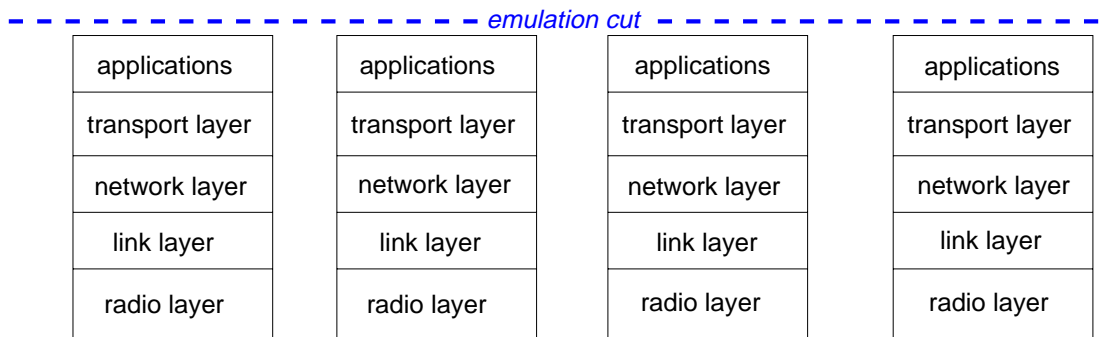 emulation cut
applications
transport layer
network layer
link layer
radio layer
applications
transport layer
network layer
link layer
radio layer
applications
transport layer
network layer
link layer
radio layer
applications
transport layer
network layer
link layer
radio layer